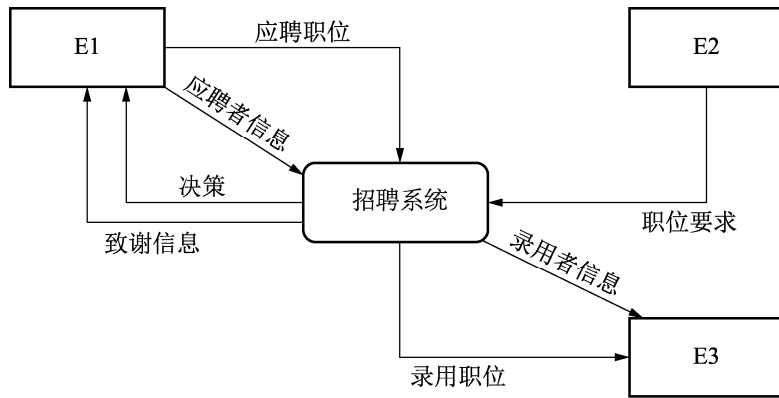 E1
应聘职位
E2
应聘者信息
决策
招聘系统
致谢信息
职位要求
录用者信息
E3
录用职位